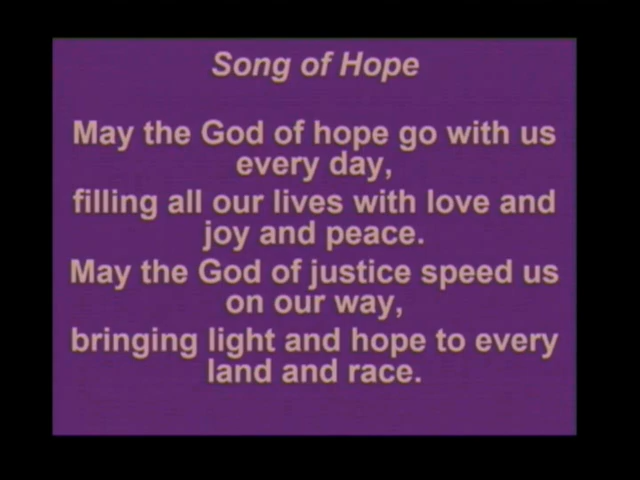 Song of Hope
May the God of hope go with us
every day,
filling all our lives with love and
joy and peace.
May the God of justice speed us
on our way,
bringing light and hope to every
land and race.